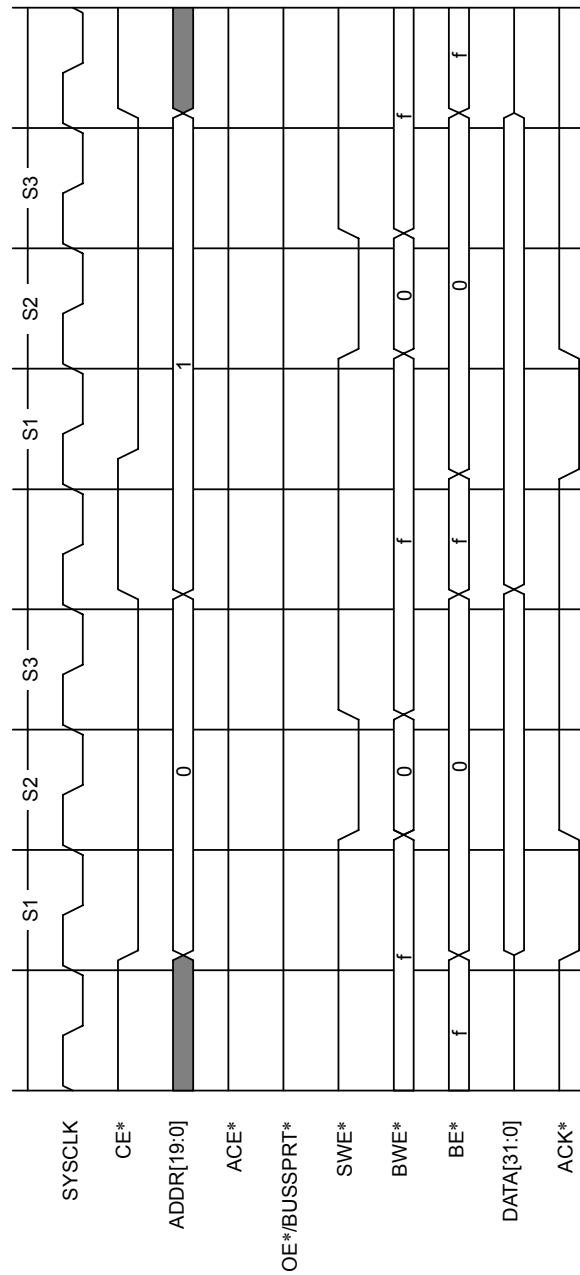 S1 S2 S3 S1 S2 S3
SYSCLK
CE*
ADDR[19:0] 0 1
ACE*
OE*/BUSSPRT*
SWE*
BWE* f 0 f 0 f
BE* f 0 f 0 f
DATA[31:0]
ACK*